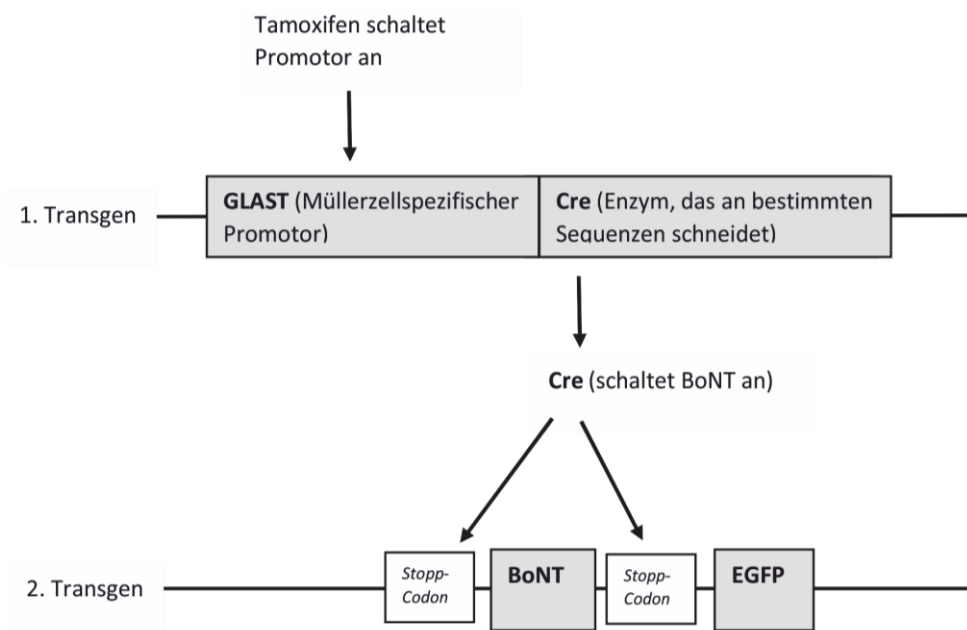 Tamoxifen schaltet
Promotor an
1. Transgen
GLAST (Müllerzellspezifischer
Promotor)
Cre (Enzym, das an bestimmten
Sequenzen schneidet)
Cre (schaltet BoNT an)
2. Transgen
Stopp-
Codon
BoNT
Stopp-
Codon
EGFP